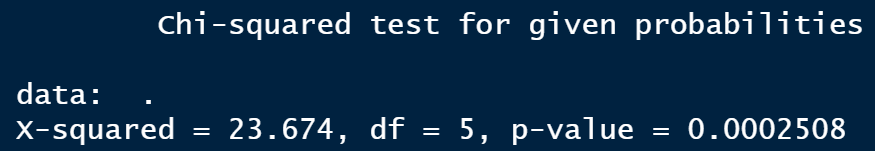 Chi-squared test for given probabilities
data:  .
X-squared = 23.674, df = 5, p-value = 0.0002508